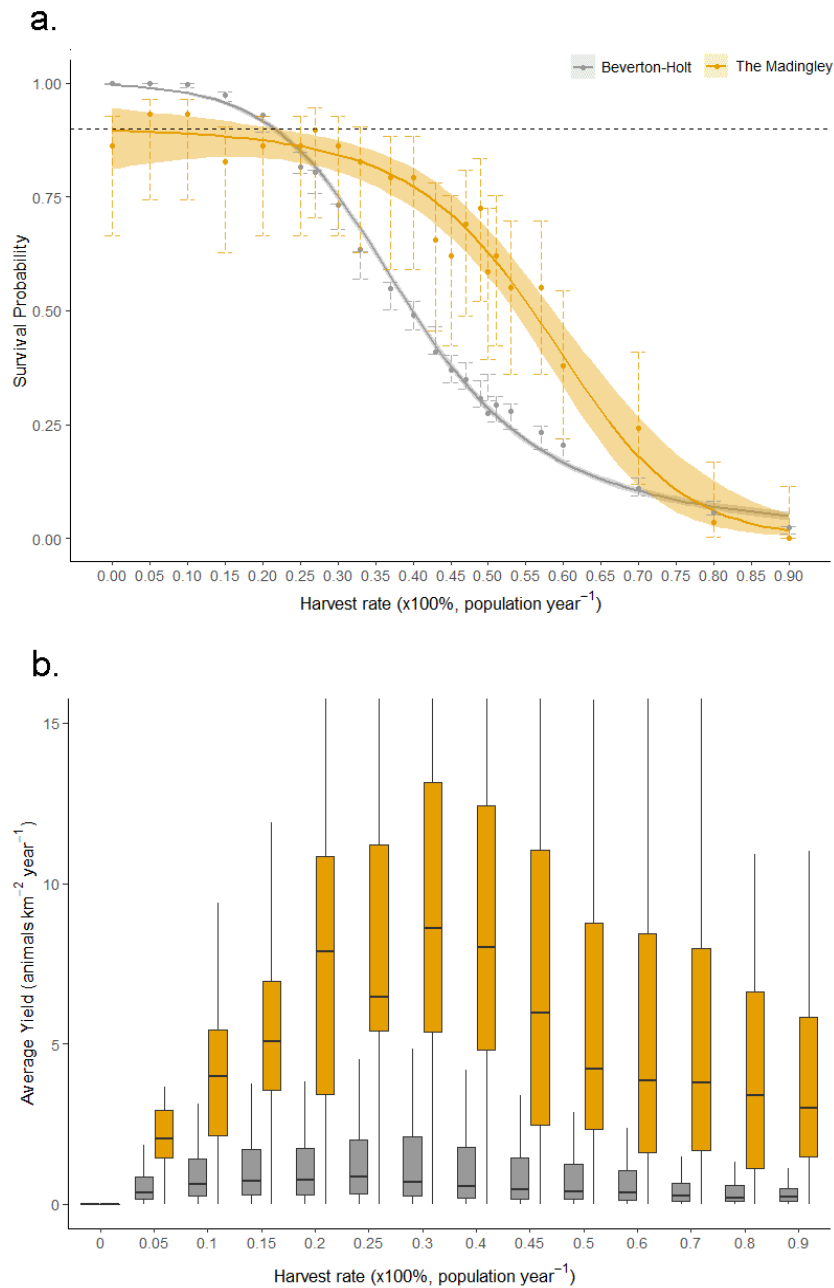 a.
Beverton-Holt The Madingley
1.00
0.75
0.50
0.25
0.00
Survival Probability
0.00 0.05 0.10 0.15 0.20 0.25 0.30 0.35 0.40 0.45 0.50 0.55 0.60 0.65 0.70 0.75 0.80 0.85 0.90
Harvest rate (x100%, population year⁻¹)
b.
15
10
5
0
Average Yield (animals km⁻² year⁻¹)
0 0.05 0.1 0.15 0.2 0.25 0.3 0.4 0.45 0.5 0.6 0.7 0.8 0.9
Harvest rate (x100%, population year⁻¹)